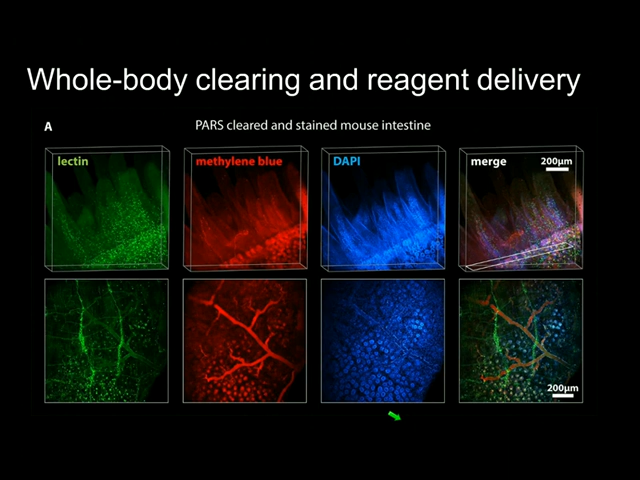 Whole-body clearing and reagent delivery
A PARS cleared and stained mouse intestine
lectin methylene blue DAPI merge 200μm
200μm